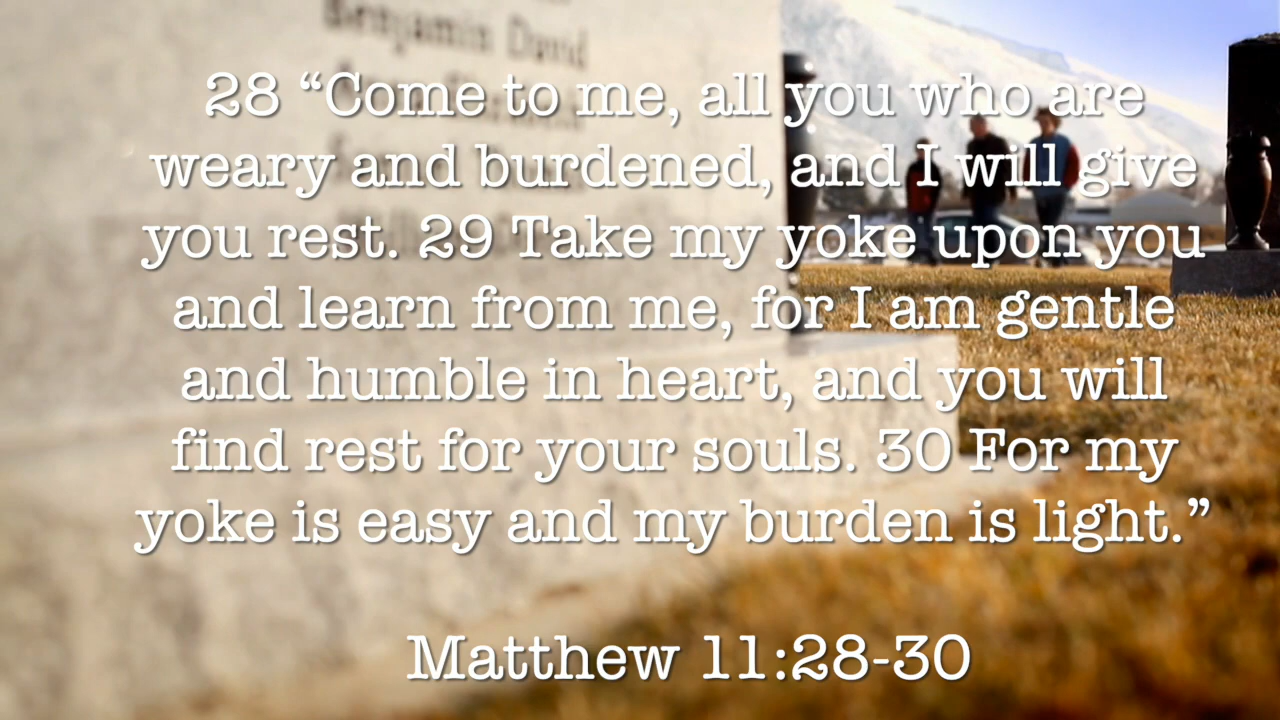 Benjamin David
28 “Come to me, all you who are
weary and burdened, and I will give
you rest. 29 Take my yoke upon you
and learn from me, for I am gentle
and humble in heart, and you will
find rest for your souls. 30 For my
yoke is easy and my burden is light.”
Matthew 11:28-30